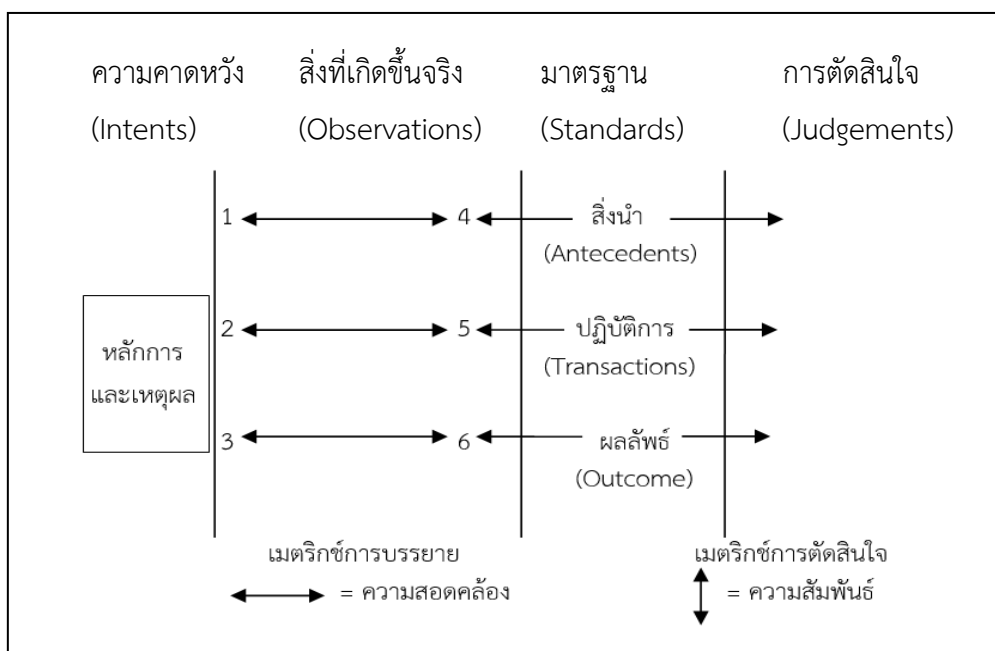 ความคาดหวัง สิ่งที่เกิดขึ้นจริง มาตรฐาน การตัดสินใจ
(Intents) (Observations) (Standards) (Judgements)
1 4 สิ่งนำ
(Antecedents)
2 5 ปฏิบัติการ
หลักการ
(Transactions)
และเหตุผล
3 6 ผลลัพธ์
(Outcome)
เมตริกซ์การบรรยาย เมตริกซ์การตัดสินใจ
= ความสอดคล้อง = ความสัมพันธ์